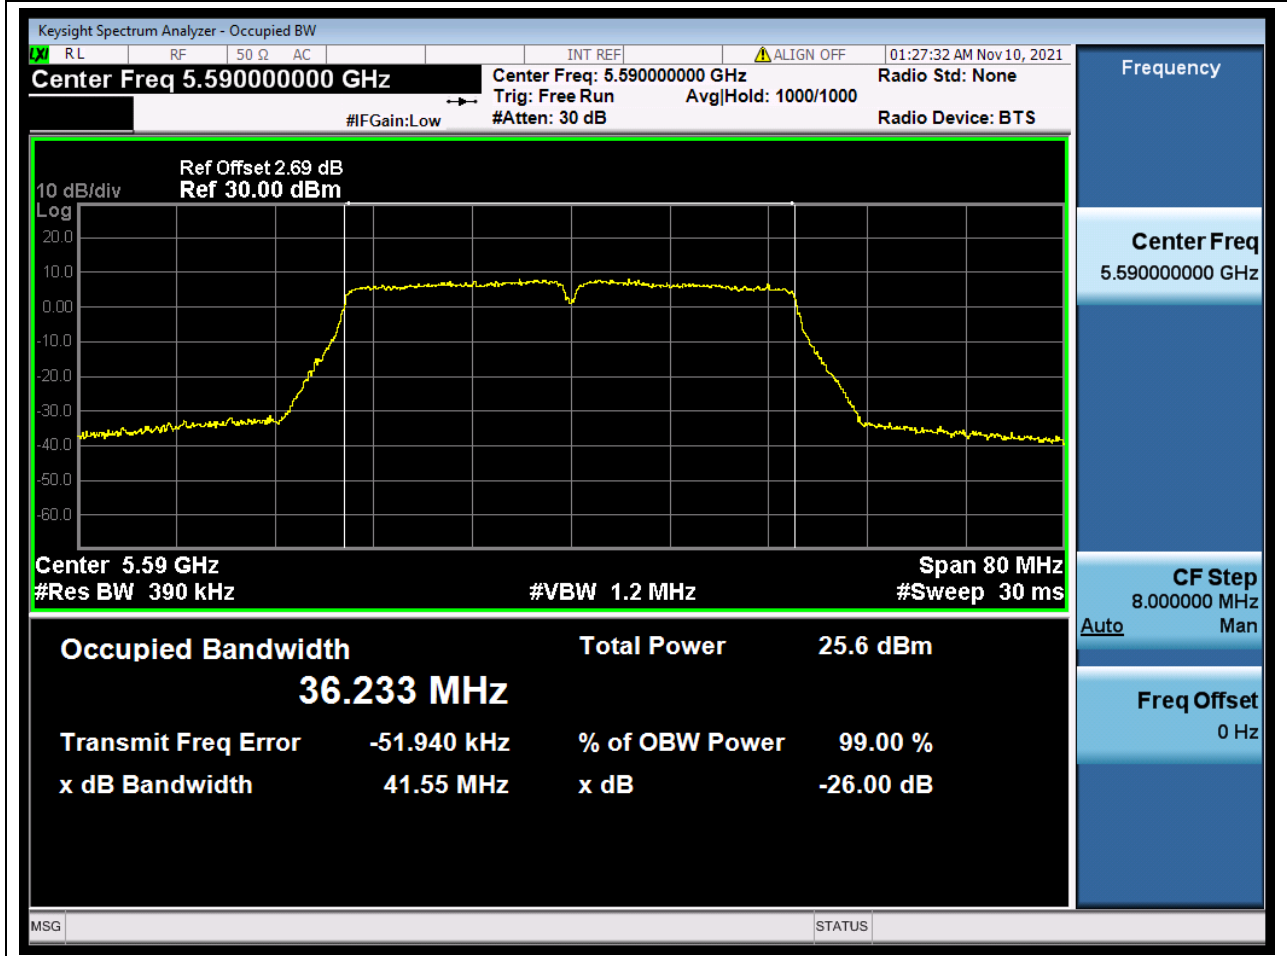 Keysight Spectrum Analyzer - Occupied BW
LXI RL RF 50 Ω AC INT REF ALIGN OFF 01:27:32 AM Nov 10, 2021
Center Freq 5.590000000 GHz
Center Freq: 5.590000000 GHz Radio Std: None
Trig: Free Run Avg|Hold: 1000/1000
#IFGain:Low #Atten: 30 dB Radio Device: BTS
Ref Offset 2.69 dB
10 dB/div Ref 30.00 dBm
Log
20.0
10.0
0.00
-10.0
-20.0
-30.0
-40.0
-50.0
-60.0
Center 5.59 GHz Span 80 MHz
#Res BW 390 kHz #VBW 1.2 MHz #Sweep 30 ms
Occupied Bandwidth Total Power 25.6 dBm
36.233 MHz
Transmit Freq Error -51.940 kHz % of OBW Power 99.00 %
x dB Bandwidth 41.55 MHz x dB -26.00 dB
MSG STATUS
Frequency
Center Freq
5.590000000 GHz
CF Step
8.000000 MHz
Auto Man
Freq Offset
0 Hz